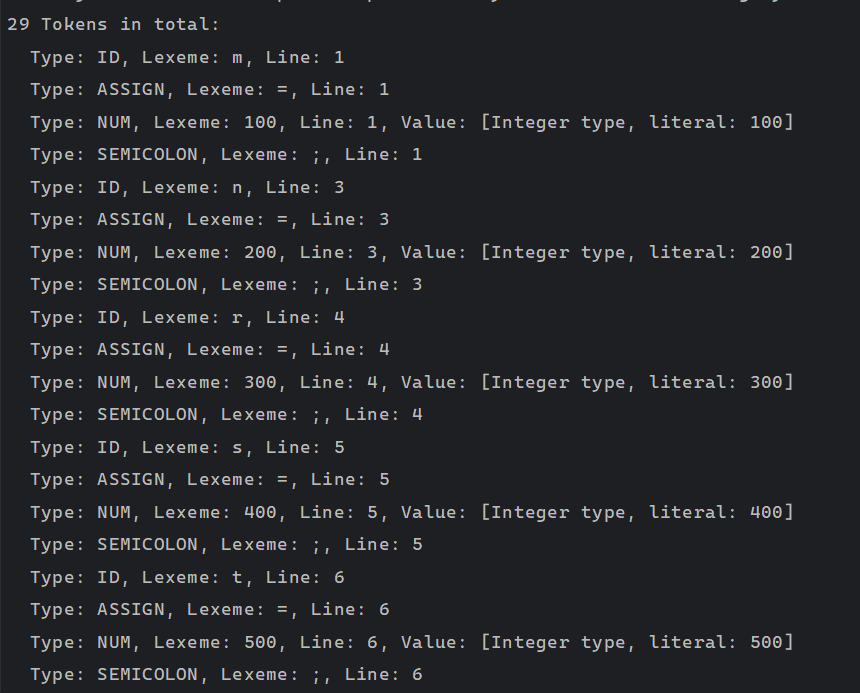 29 Tokens in total:
Type: ID, Lexeme: m, Line: 1
Type: ASSIGN, Lexeme: =, Line: 1
Type: NUM, Lexeme: 100, Line: 1, Value: [Integer type, literal: 100]
Type: SEMICOLON, Lexeme: ;, Line: 1
Type: ID, Lexeme: n, Line: 3
Type: ASSIGN, Lexeme: =, Line: 3
Type: NUM, Lexeme: 200, Line: 3, Value: [Integer type, literal: 200]
Type: SEMICOLON, Lexeme: ;, Line: 3
Type: ID, Lexeme: r, Line: 4
Type: ASSIGN, Lexeme: =, Line: 4
Type: NUM, Lexeme: 300, Line: 4, Value: [Integer type, literal: 300]
Type: SEMICOLON, Lexeme: ;, Line: 4
Type: ID, Lexeme: s, Line: 5
Type: ASSIGN, Lexeme: =, Line: 5
Type: NUM, Lexeme: 400, Line: 5, Value: [Integer type, literal: 400]
Type: SEMICOLON, Lexeme: ;, Line: 5
Type: ID, Lexeme: t, Line: 6
Type: ASSIGN, Lexeme: =, Line: 6
Type: NUM, Lexeme: 500, Line: 6, Value: [Integer type, literal: 500]
Type: SEMICOLON, Lexeme: ;, Line: 6